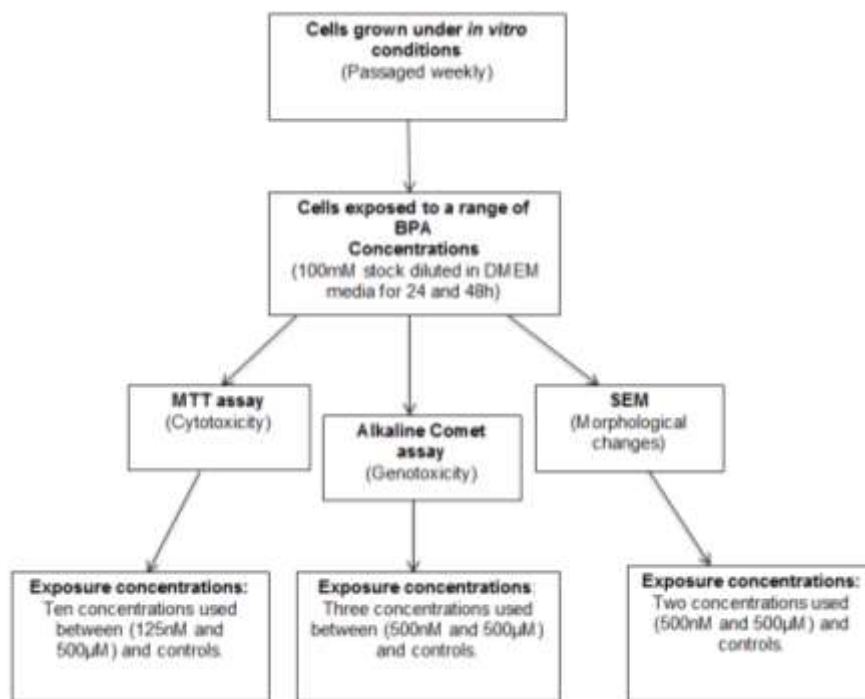 Cells grown under in vitro
conditions
(Passaged weekly)
Cells exposed to a range of
BPA
Concentrations
(100mM stock diluted in DMEM
media for 24 and 48h)
MTT assay
(Cytotoxicity)
Alkaline Comet
assay
(Genotoxicity)
SEM
(Morphological
changes)
Exposure concentrations:
Ten concentrations used
between (125nM and
500µM) and controls.
Exposure concentrations:
Three concentrations used
between (500nM and 500µM)
and controls.
Exposure concentrations:
Two concentrations used
(500nM and 500µM) and
controls.